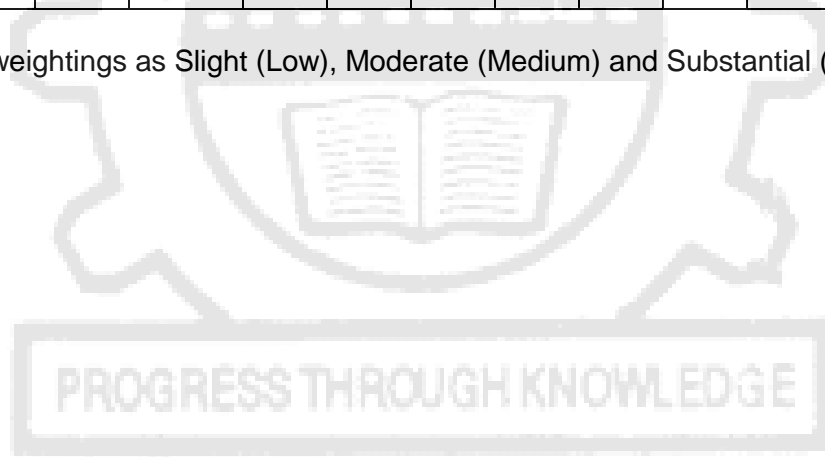 weightings as Slight (Low), Moderate (Medium) and Substantial (
PROGRESS THROUGH KNOWLEDGE